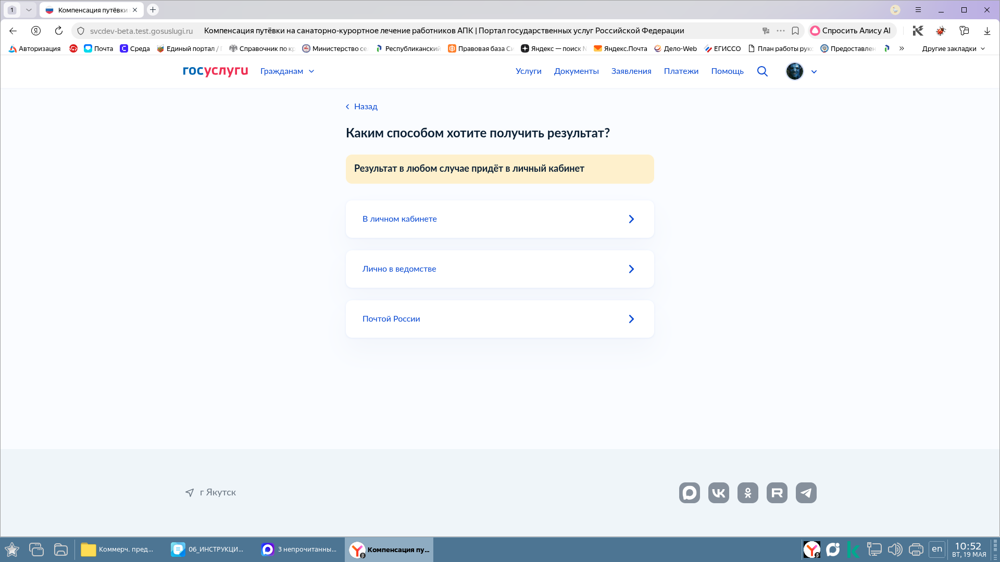 1
Компенсация путёвки
svcdev-beta.test.gosuslugi.ru
Компенсация путёвки на санаторно-курортное лечение работников АПК | Портал государственных услуг Российской Федерации
Спросить Алису AI
Авторизация
Почта
Среда
Единый портал /
Справочник по кр
Министерство се
Республиканский
Правовая база Си
Яндекс — поиск
Яндекс.Почта
Дело-Web
ЕГИССО
План работы рук
Предоставлен
Другие закладки
госуслуги
Гражданам
Услуги
Документы
Заявления
Платежи
Помощь
Назад
Каким способом хотите получить результат?
Результат в любом случае придёт в личный кабинет
В личном кабинете
Лично в ведомстве
Почтой России
г Якутск
Коммерч. пред...
06_ИНСТРУКЦИ...
3 непрочитанны...
Компенсация пу...
en
10:52
ВТ, 19 МАЯ